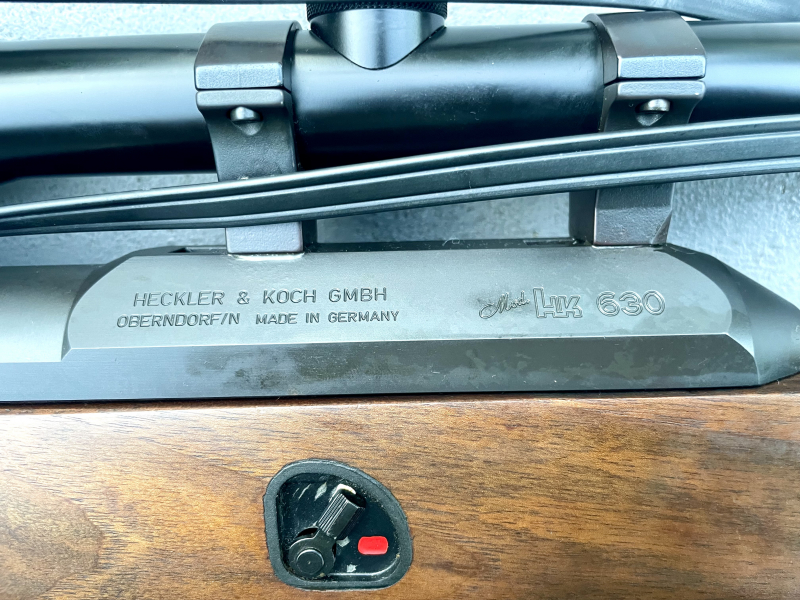 HECKLER & KOCH GMBH
OBERNDORF/N MADE IN GERMANY
Mod HK 630